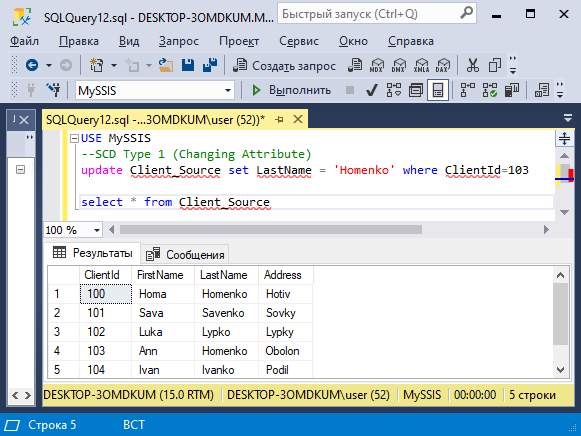 SQLQuery12.sql - DESKTOP-3OMDKUM.M...
Быстрый запуск (Ctrl+Q)
Файл Правка Вид Запрос Проект Сервис Окно Справка
Создать запрос MDX DMX XMLA DAX
MySSIS Выполнить
SQLQuery12.sql -...3OMDKUM\user (52))*
USE MySSIS
--SCD Type 1 (Changing Attribute)
update Client_Source set LastName = 'Homenko' where ClientId=103
select * from Client_Source
100 %
Результаты Сообщения
ClientId FirstName LastName Address
1 100 Homa Homenko Hotiv
2 101 Sava Savenko Sovky
3 102 Luka Lypko Lypky
4 103 Ann Homenko Obolon
5 104 Ivan Ivanko Podil
DESKTOP-3OMDKUM (15.0 RTM) DESKTOP-3OMDKUM\user (52) MySSIS 00:00:00 5 строки
Строка 5 ВСТ